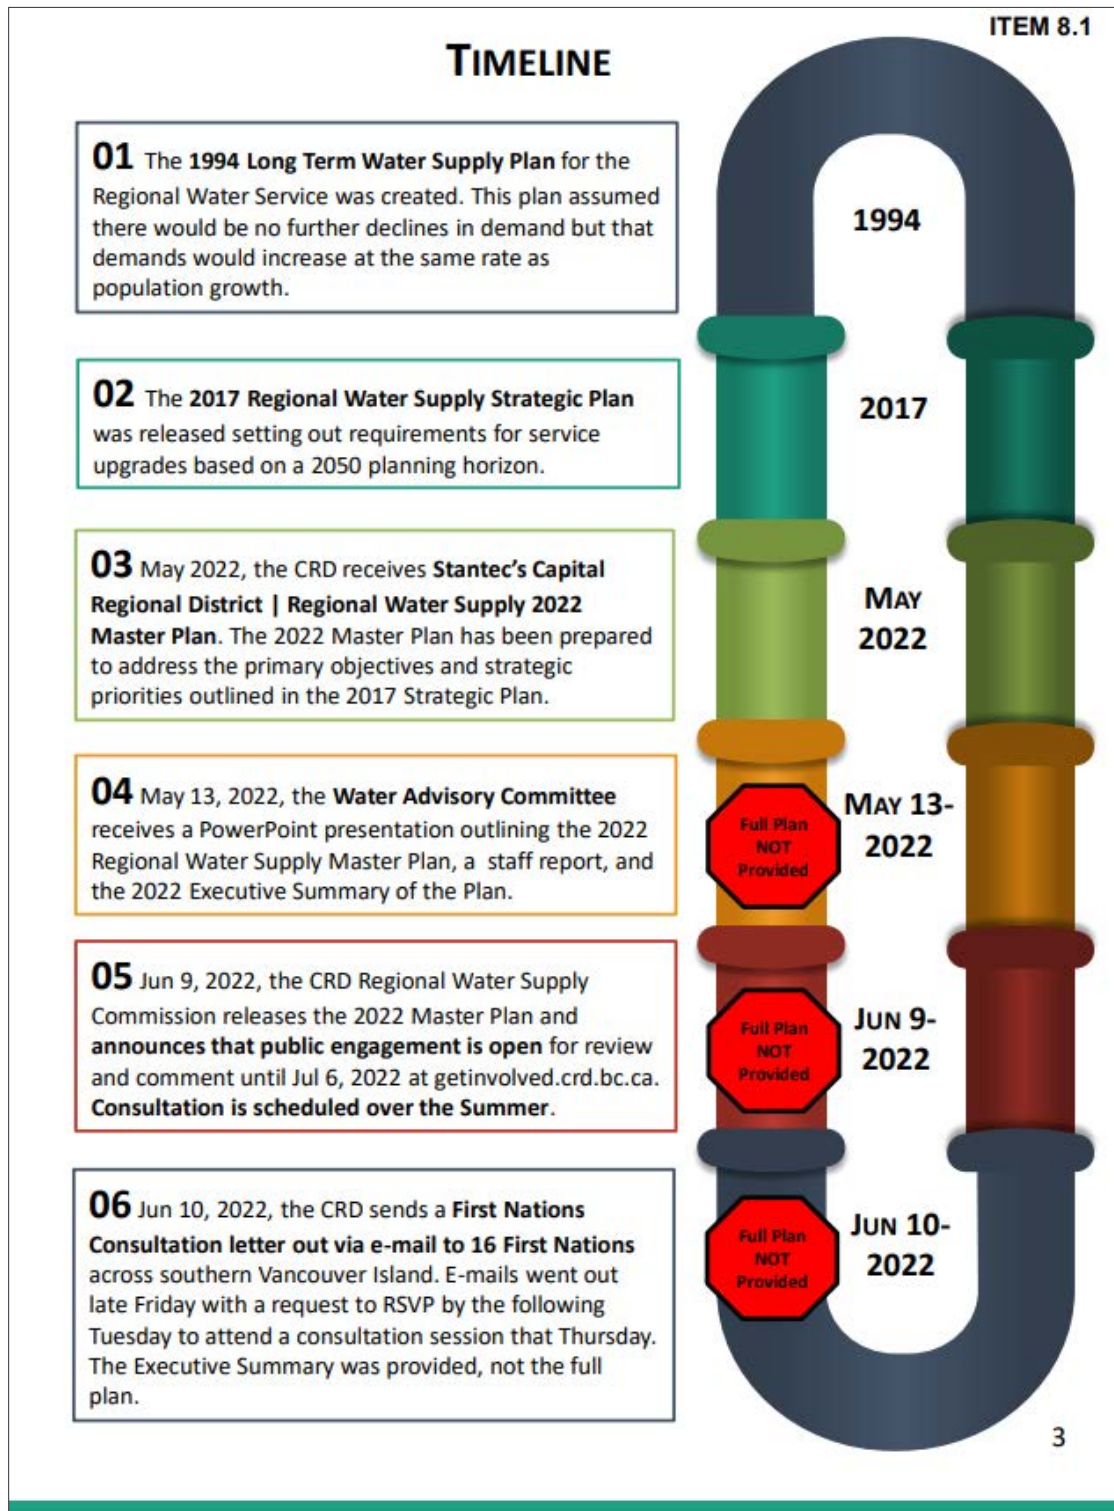 ITEM 8.1
TIMELINE
01 The 1994 Long Term Water Supply Plan for the
Regional Water Service was created. This plan assumed
there would be no further declines in demand but that
demands would increase at the same rate as
population growth.
1994
02 The 2017 Regional Water Supply Strategic Plan
was released setting out requirements for service
upgrades based on a 2050 planning horizon.
2017
03 May 2022, the CRD receives Stantec’s Capital
Regional District | Regional Water Supply 2022
Master Plan. The 2022 Master Plan has been prepared
to address the primary objectives and strategic
priorities outlined in the 2017 Strategic Plan.
MAY
2022
04 May 13, 2022, the Water Advisory Committee
receives a PowerPoint presentation outlining the 2022
Regional Water Supply Master Plan, a staff report, and
the 2022 Executive Summary of the Plan.
Full Plan
NOT
Provided
MAY 13-
2022
05 Jun 9, 2022, the CRD Regional Water Supply
Commission releases the 2022 Master Plan and
announces that public engagement is open for review
and comment until Jul 6, 2022 at getinvolved.crd.bc.ca.
Consultation is scheduled over the Summer.
Full Plan
NOT
Provided
JUN 9-
2022
06 Jun 10, 2022, the CRD sends a First Nations
Consultation letter out via e-mail to 16 First Nations
across southern Vancouver Island. E-mails went out
late Friday with a request to RSVP by the following
Tuesday to attend a consultation session that Thursday.
The Executive Summary was provided, not the full
plan.
Full Plan
NOT
Provided
JUN 10-
2022
3